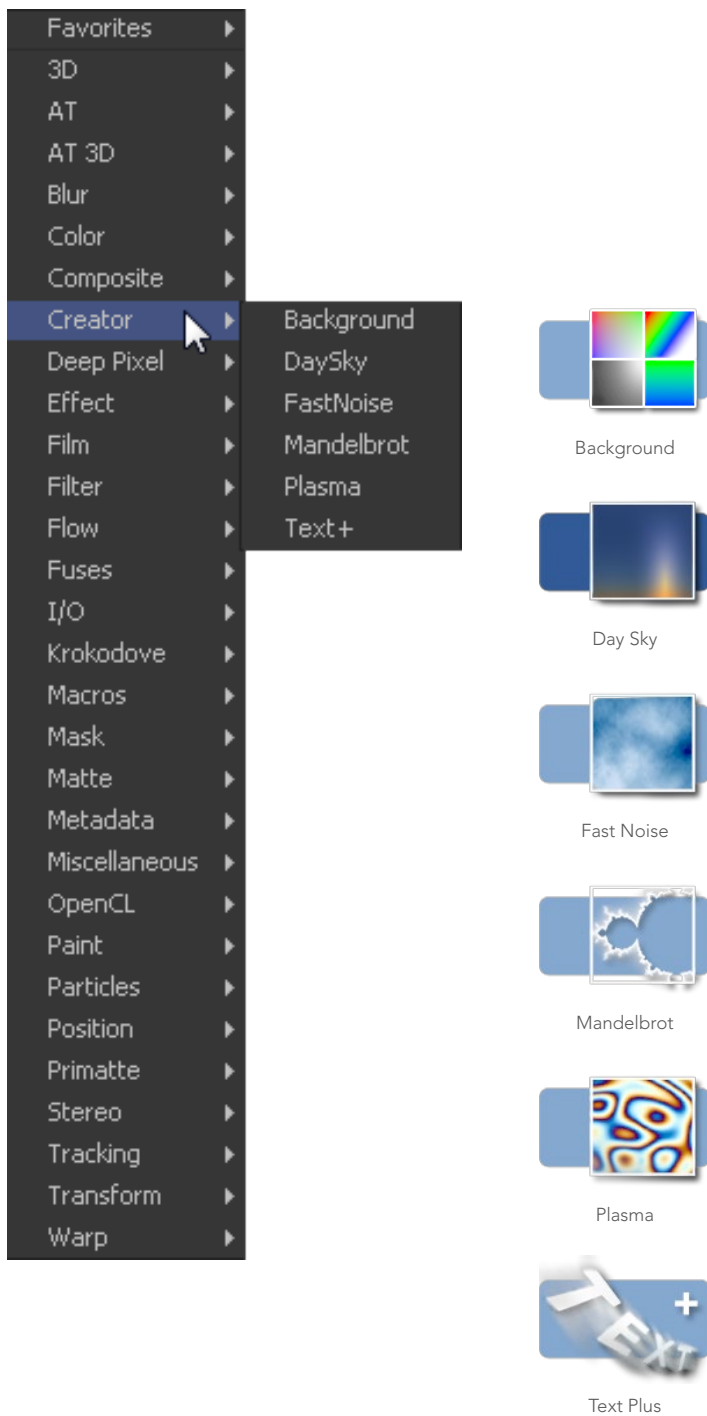 Favorites
3D
AT
AT 3D
Blur
Color
Composite
Creator
Deep Pixel
Effect
Film
Filter
Flow
Fuses
I/O
Krokodove
Macros
Mask
Matte
Metadata
Miscellaneous
OpenCL
Paint
Particles
Position
Primatte
Stereo
Tracking
Transform
Warp
Background
DaySky
FastNoise
Mandelbrot
Plasma
Text+
Background
Day Sky
Fast Noise
Mandelbrot
Plasma
TEXT +
Text Plus